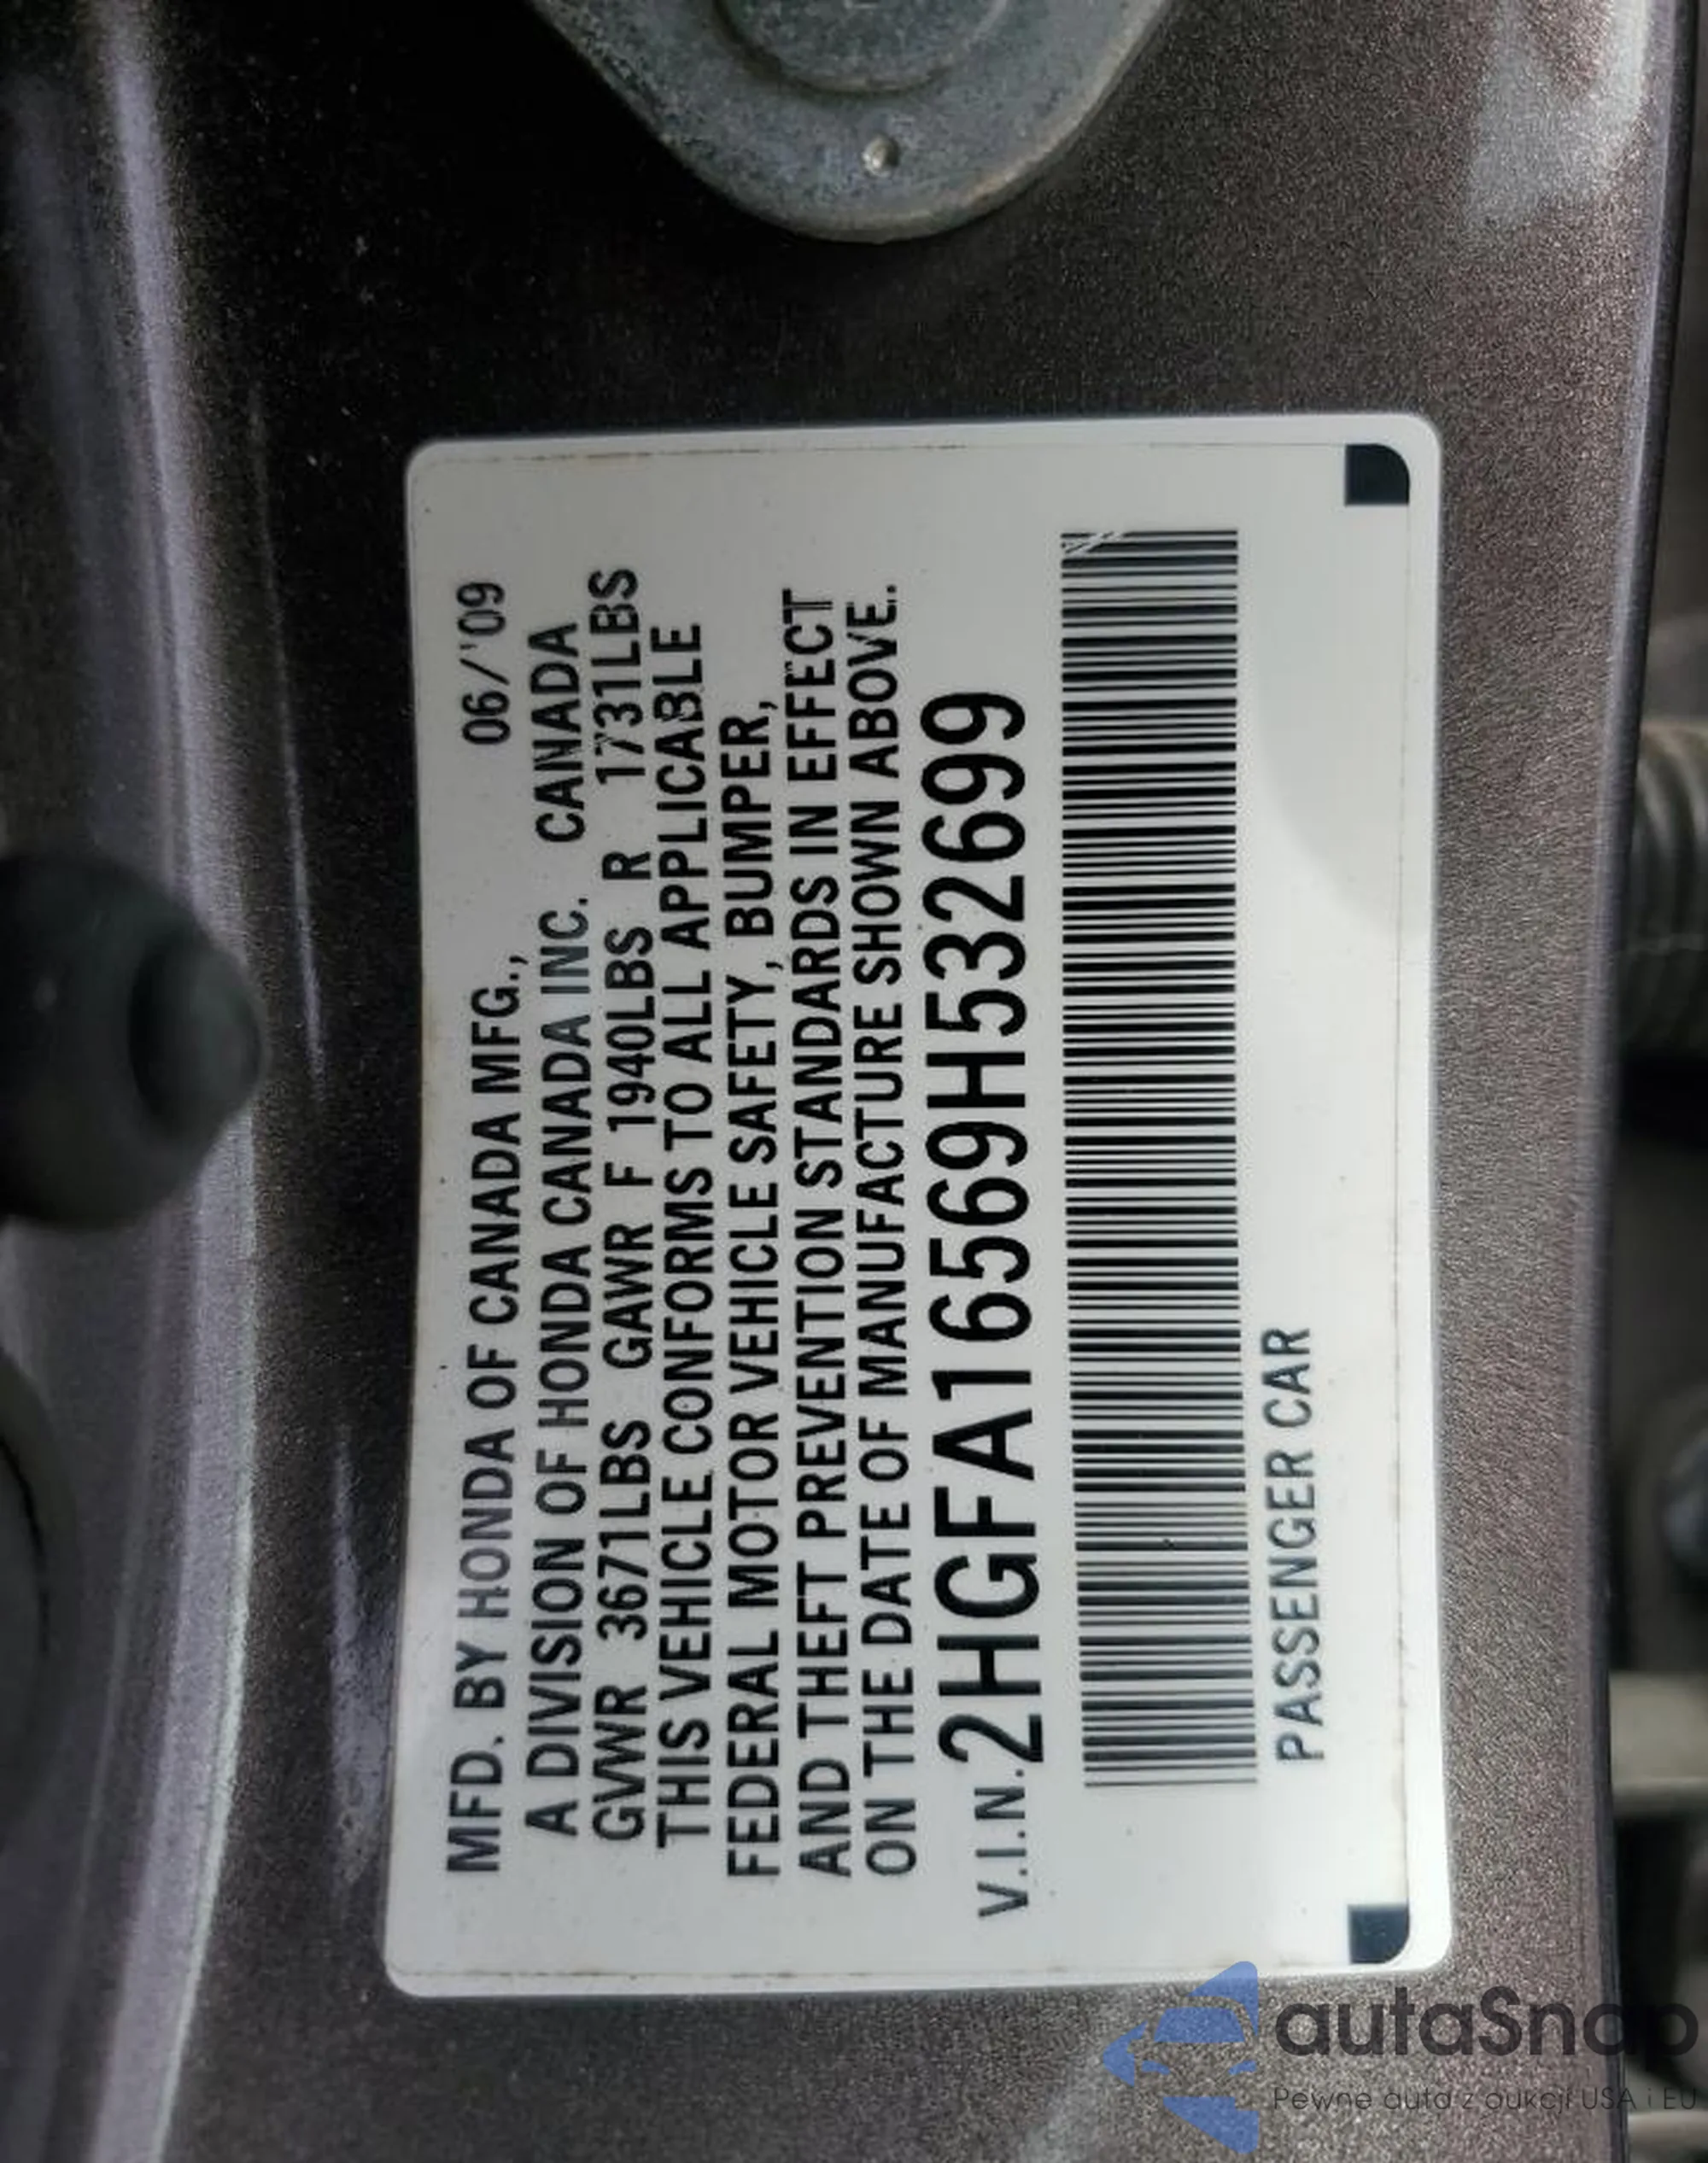 MFD. BY HONDA OF CANADA MFG., 06/'09
A DIVISION OF HONDA CANADA INC. CANADA
GVWR 3671LBS GAWR F 1940LBS R 1731LBS
THIS VEHICLE CONFORMS TO ALL APPLICABLE
FEDERAL MOTOR VEHICLE SAFETY, BUMPER,
AND THEFT PREVENTION STANDARDS IN EFFECT
ON THE DATE OF MANUFACTURE SHOWN ABOVE.
V.I.N. 2HGFA16569H532699
PASSENGER CAR
autaSnap
Pewne auta z aukcji USA i EU